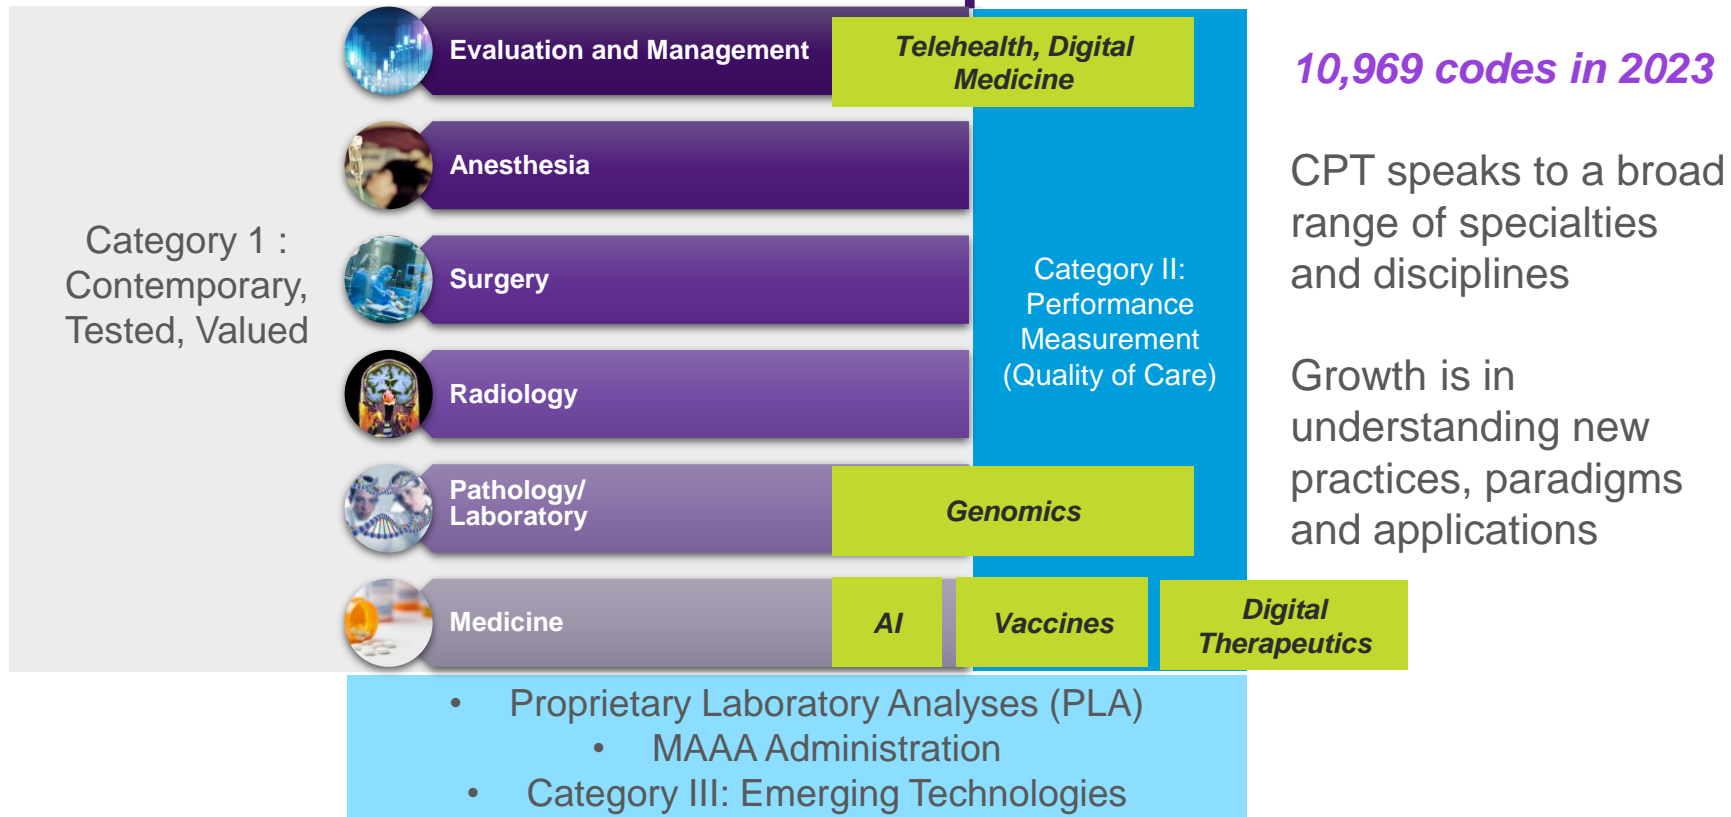 Category 1 :
Contemporary,
Tested, Valued
Evaluation and Management
Telehealth, Digital
Medicine
Anesthesia
Surgery
Radiology
Pathology/
Laboratory
Genomics
Medicine
AI
Vaccines
Digital
Therapeutics
Category II:
Performance
Measurement
(Quality of Care)
• Proprietary Laboratory Analyses (PLA)
• MAAA Administration
• Category III: Emerging Technologies
10,969 codes in 2023
CPT speaks to a broad
range of specialties
and disciplines
Growth is in
understanding new
practices, paradigms
and applications